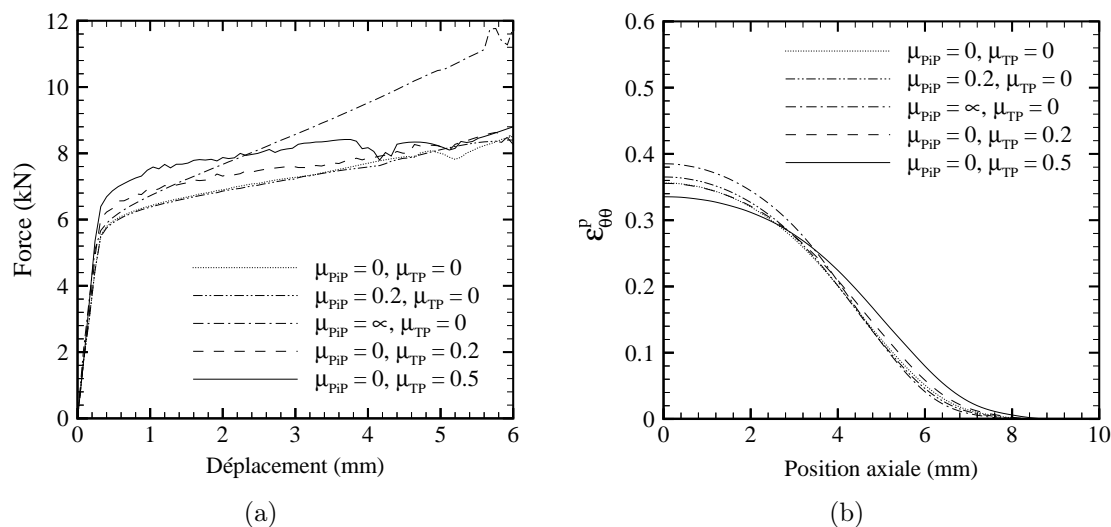 12
10
8
6
4
2
0
Force (kN)
μPiP = 0, μTP = 0
μPiP = 0.2, μTP = 0
μPiP = ∝, μTP = 0
μPiP = 0, μTP = 0.2
μPiP = 0, μTP = 0.5
0 1 2 3 4 5 6
Déplacement (mm)
(a)
0.6
0.5
0.4
0.3
0.2
0.1
0
ε^p_θθ
μPiP = 0, μTP = 0
μPiP = 0.2, μTP = 0
μPiP = ∝, μTP = 0
μPiP = 0, μTP = 0.2
μPiP = 0, μTP = 0.5
0 2 4 6 8 10
Position axiale (mm)
(b)